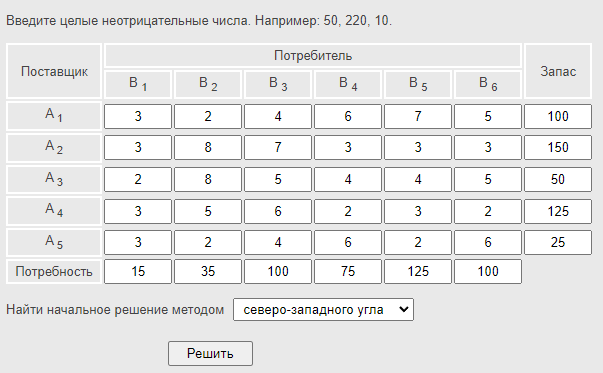 Введите целые неотрицательные числа. Например: 50, 220, 10.
Поставщик Потребитель Запас
B 1 B 2 B 3 B 4 B 5 B 6
A 1 3 2 4 6 7 5 100
A 2 3 8 7 3 3 3 150
A 3 2 8 5 4 4 5 50
A 4 3 5 6 2 3 2 125
A 5 3 2 4 6 2 6 25
Потребность 15 35 100 75 125 100
Найти начальное решение методом северо-западного угла
Решить